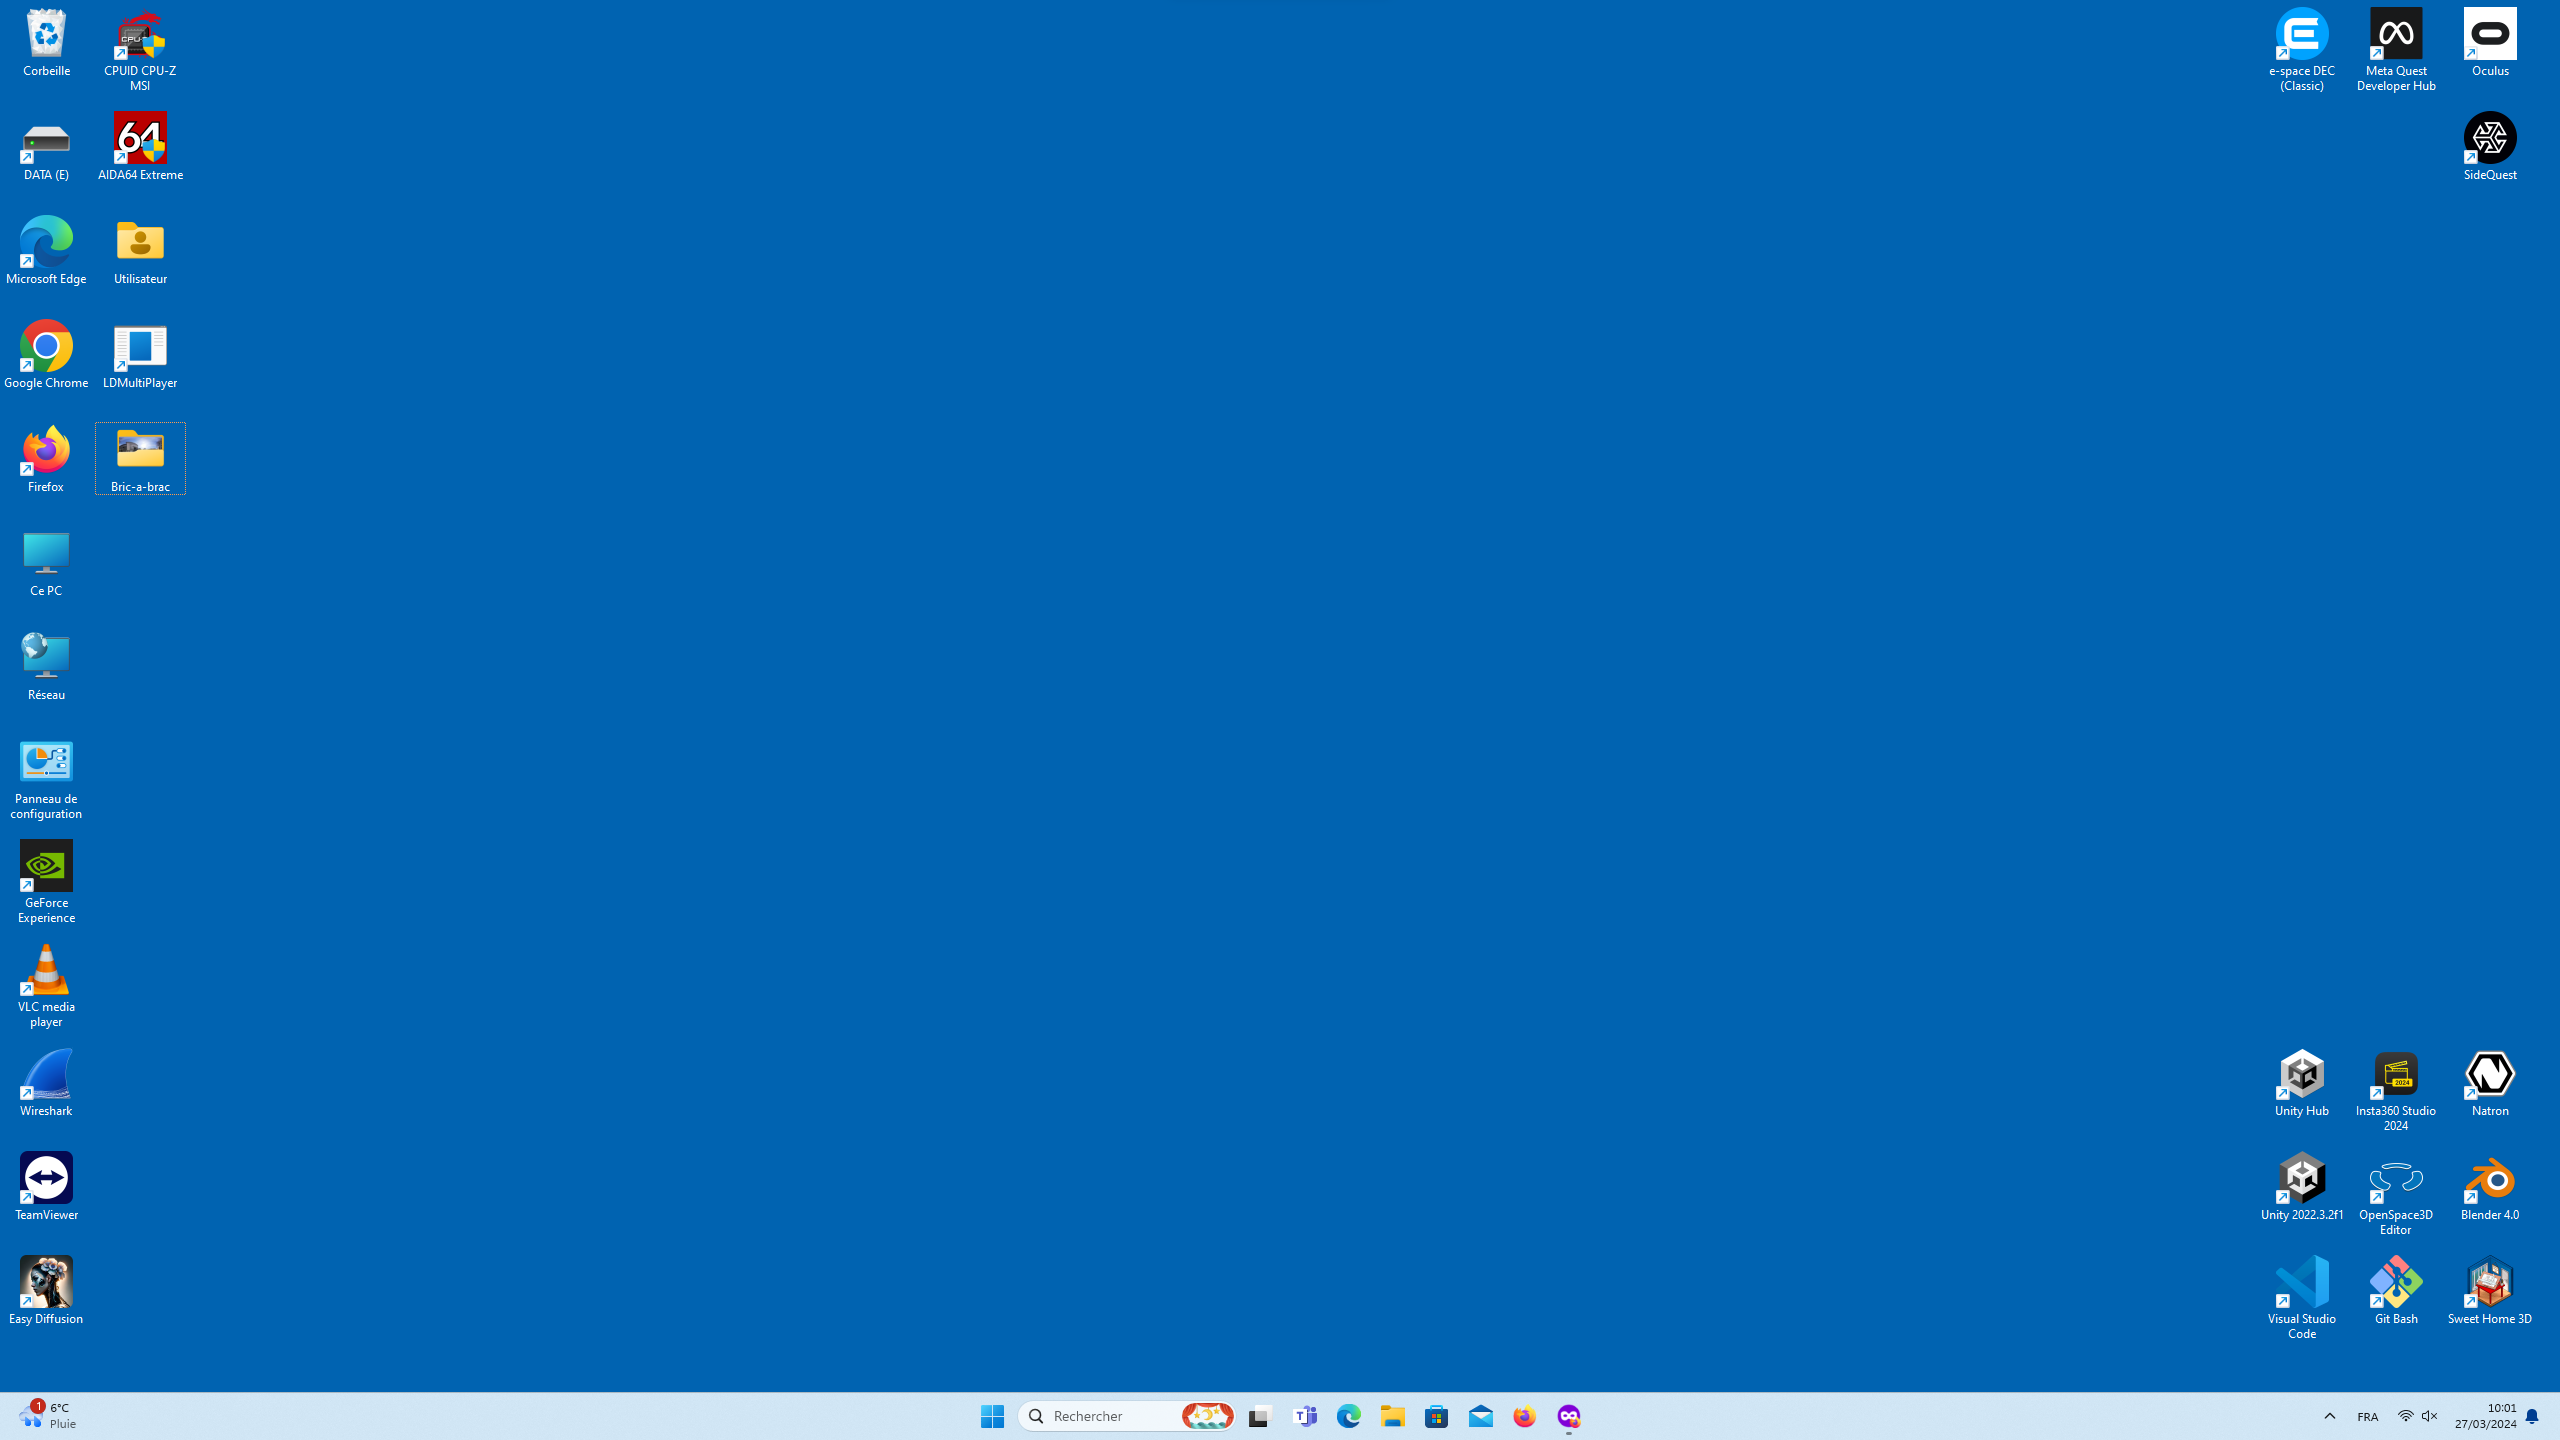 Corbeille
CPUID CPU-Z
MSI
DATA (E)
AIDA64 Extreme
64
Microsoft Edge
Utilisateur
Google Chrome
LDMultiPlayer
Firefox
Bric-a-brac
Ce PC
Réseau
Panneau de
configuration
GeForce
Experience
VLC media
player
Wireshark
TeamViewer
Easy Diffusion
e-space DEC
(Classic)
Meta Quest
Developer Hub
Oculus
SideQuest
Unity Hub
2024
Insta360 Studio
2024
Natron
Unity 2022.3.2f1
OpenSpace3D
Editor
Blender 4.0
Visual Studio
Code
Git Bash
Sweet Home 3D
1
6°C
Pluie
Rechercher
FRA
10:01
27/03/2024